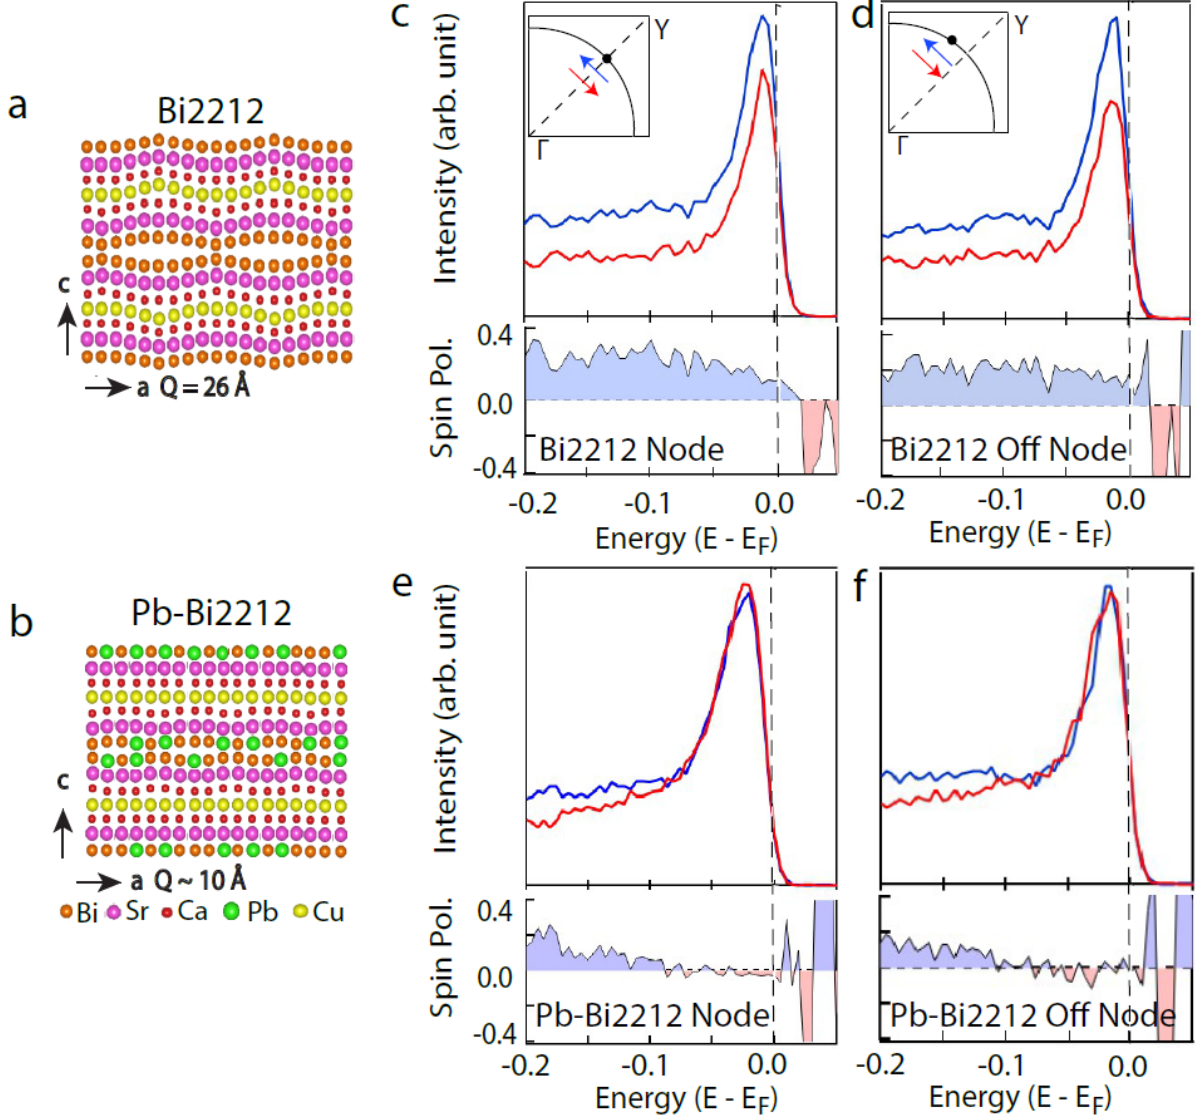 a
Bi2212
c
a Q = 26 Å
b
Pb-Bi2212
c
a Q ~ 10 Å
Bi Sr Ca Pb Cu
c
Intensity (arb. unit)
Y
Γ
0.4
0.0
-0.4
Spin Pol.
Bi2212 Node
-0.2 -0.1 0.0
Energy (E - EF)
d
Y
Γ
Bi2212 Off Node
-0.2 -0.1 0.0
Energy (E - EF)
e
Intensity (arb. unit)
0.4
0.0
-0.4
Spin Pol.
Pb-Bi2212 Node
-0.2 -0.1 0.0
Energy (E - EF)
f
Pb-Bi2212 Off Node
-0.2 -0.1 0.0
Energy (E - EF)